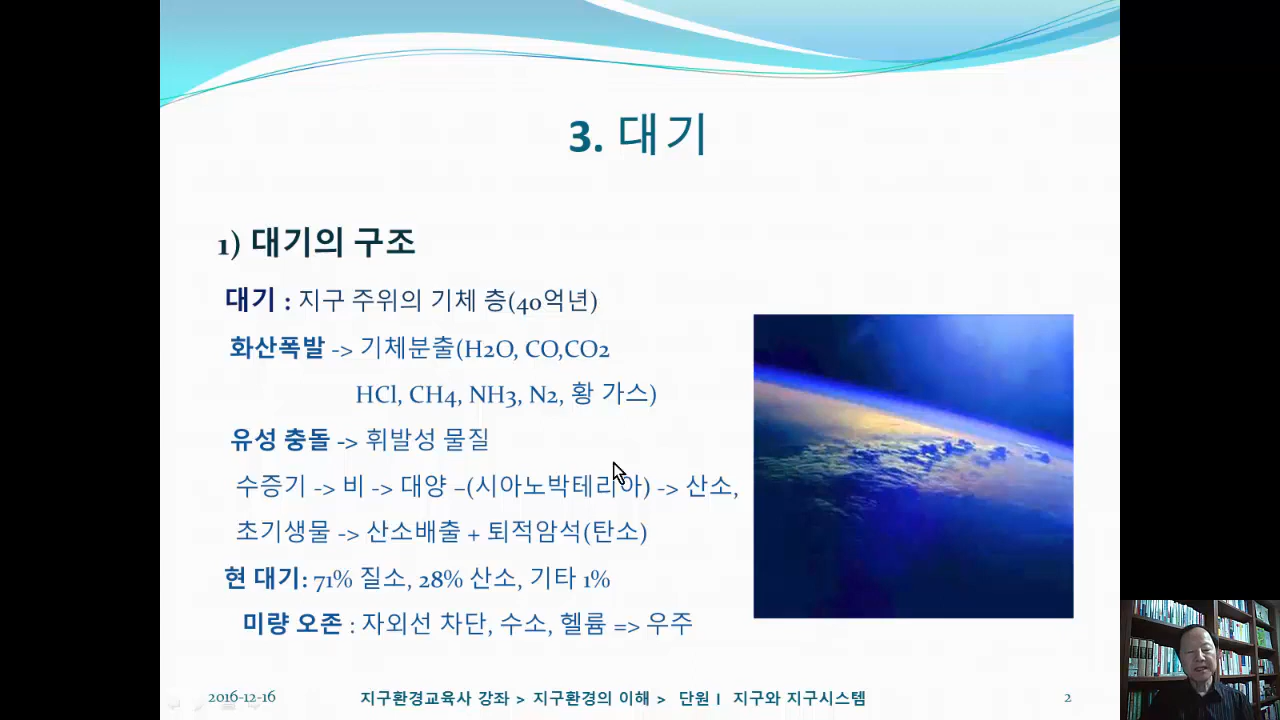 3. 대기
1) 대기의 구조
대기 : 지구 주위의 기체 층(40억년)
화산폭발 -> 기체분출(H2O, CO,CO2
HCl, CH4, NH3, N2, 황 가스)
유성 충돌 -> 휘발성 물질
수증기 -> 비 -> 대양 –(시아노박테리아) -> 산소,
초기생물 -> 산소배출 + 퇴적암석(탄소)
현 대기: 71% 질소, 28% 산소, 기타 1%
미량 오존 : 자외선 차단, 수소, 헬륨 => 우주
2016-12-16
지구환경교육사 강좌 > 지구환경의 이해 > 단원 I 지구와 지구시스템
2